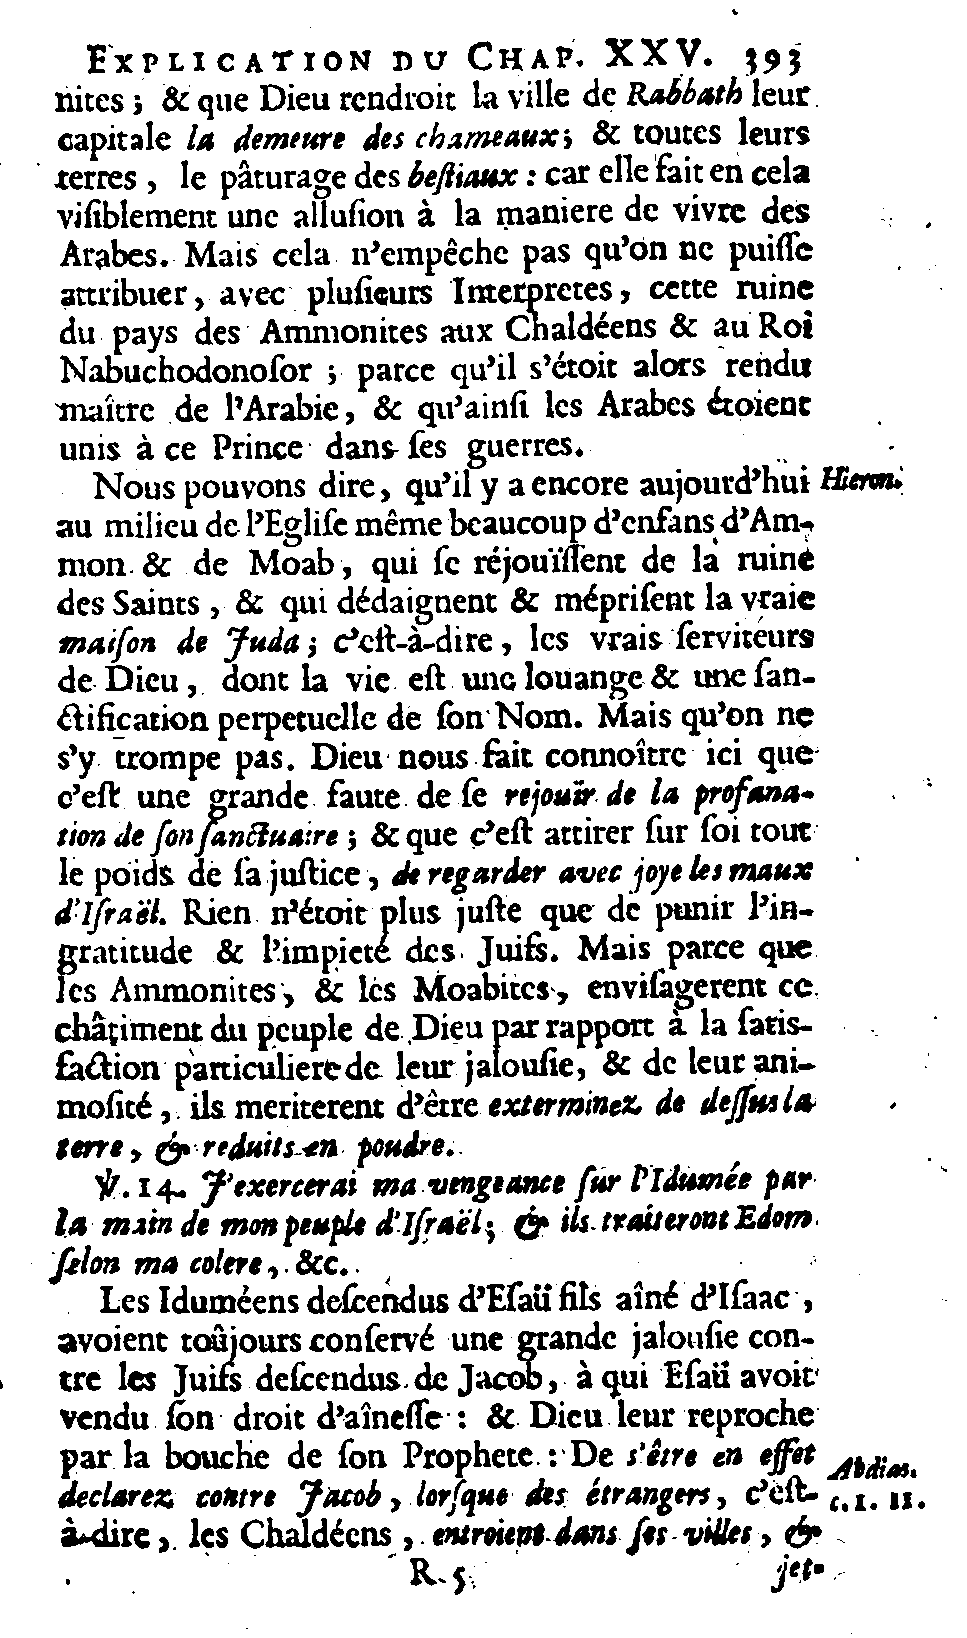 EXPLICATION DU CHAP. XXV. 393
nites ; & que Dieu rendroit la ville de Rabbath leur
capitale la demeure des chameaux ; & toutes leurs
terres , le pâturage des beſtiaux : car elle fait en cela
viſiblement une alluſion à la maniere de vivre des
Arabes. Mais cela n'empêche pas qu'on ne puiſſe
attribuer , avec pluſieurs Interpretes , cette ruine
du pays des Ammonites aux Chaldéens & au Roi
Nabuchodonoſor ; parce qu'il s'étoit alors rendu
maître de l'Arabie, & qu'ainſi les Arabes étoient
unis à ce Prince dans ſes guerres.
Nous pouvons dire, qu'il y a encore aujourd'hui Hieron.
au milieu de l'Egliſe même beaucoup d'enfans d'Am-
mon & de Moab , qui ſe réjouïſſent de la ruine
des Saints , & qui dédaignent & mépriſent la vraie
maiſon de Juda ; c'eſt-à-dire , les vrais ſerviteurs
de Dieu , dont la vie eſt une louange & une ſan-
ctification perpetuelle de ſon Nom. Mais qu'on ne
s'y trompe pas. Dieu nous fait connoître ici que
c'eſt une grande faute de ſe rejouïr de la profana-
tion de ſon ſanctuaire ; & que c'eſt attirer ſur ſoi tout
le poids de ſa juſtice , de regarder avec joye les maux
d'Iſraël. Rien n'étoit plus juſte que de punir l'in-
gratitude & l'impieté des Juifs. Mais parce que
les Ammonites , & les Moabites , enviſagerent ce
châtiment du peuple de Dieu par rapport à la ſatis-
faction particuliere de leur jalouſie, & de leur ani-
moſité , ils meriterent d'être exterminez de deſſus la
terre , & reduits en poudre.
℣. 14. J'exercerai ma vengeance ſur l'Idumée par
la main de mon peuple d'Iſraël ; & ils traiteront Edom
ſelon ma colere , &c.
Les Iduméens deſcendus d'Eſaü fils aîné d'Iſaac ,
avoient toûjours conſervé une grande jalouſie con-
tre les Juifs deſcendus de Jacob, à qui Eſaü avoit
vendu ſon droit d'aîneſſe : & Dieu leur reproche
par la bouche de ſon Prophete : De s'être en effet Abdias.
declarez contre Jacob , lorſque des étrangers , c'eſt- c. I. II.
à-dire , les Chaldéens , entroient dans ſes villes , &
R 5 jet-